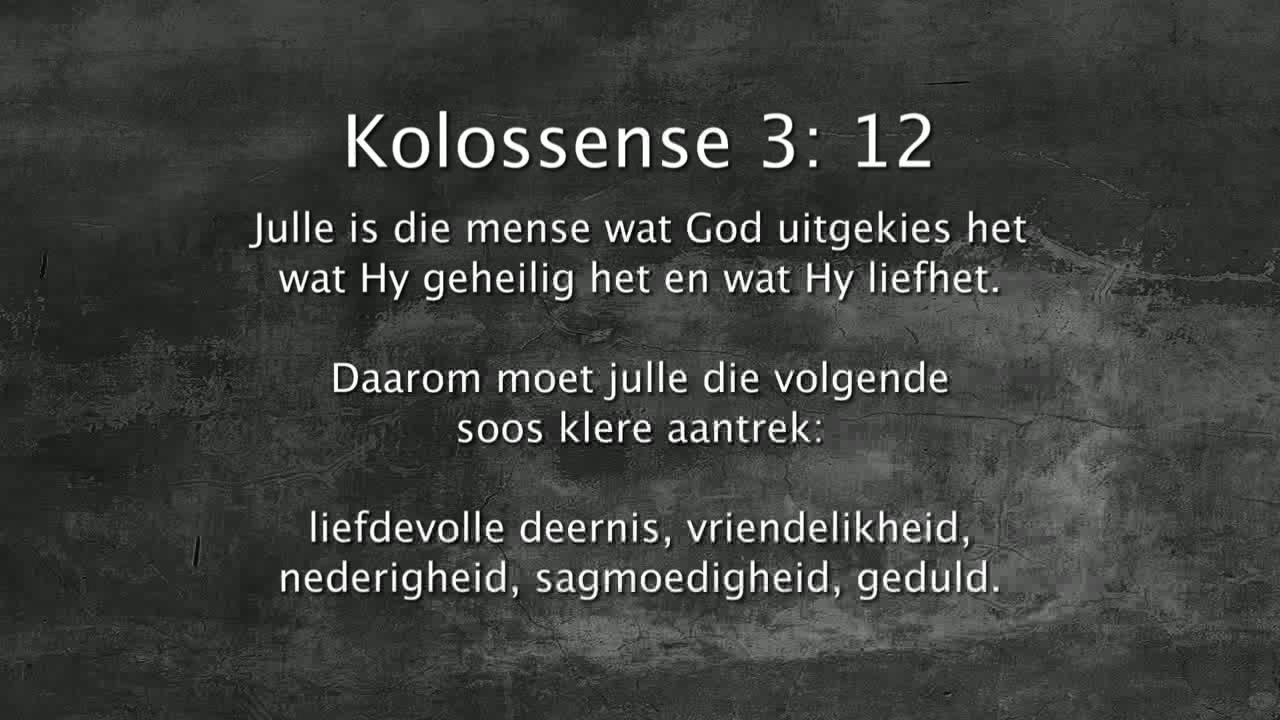 Kolossense 3: 12
Julle is die mense wat God uitgekies het
wat Hy geheilig het en wat Hy liefhet.
Daarom moet julle die volgende
soos klere aantrek:
liefdevolle deernis, vriendelikheid,
nederigheid, sagmoedigheid, geduld.